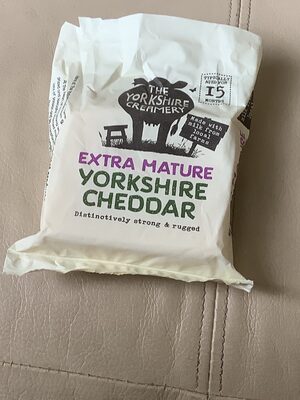 THE
YORKSHIRE
CREAMERY
TYPICALLY
AGED FOR
15
MONTHS
Made with
milk from
local
farms
EXTRA MATURE
YORKSHIRE
CHEDDAR
Distinctively strong & rugged